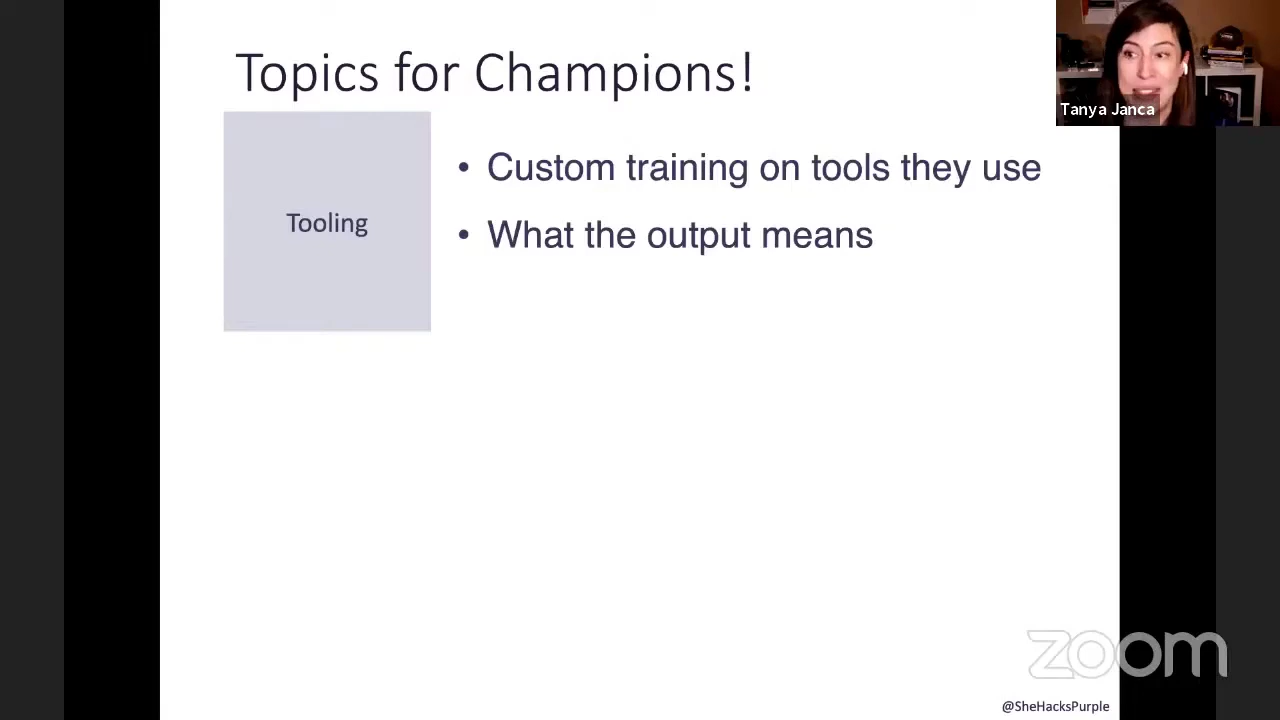 Topics for Champions!
Tanya Janca
Tooling
• Custom training on tools they use
• What the output means
zoom
@SheHacksPurple